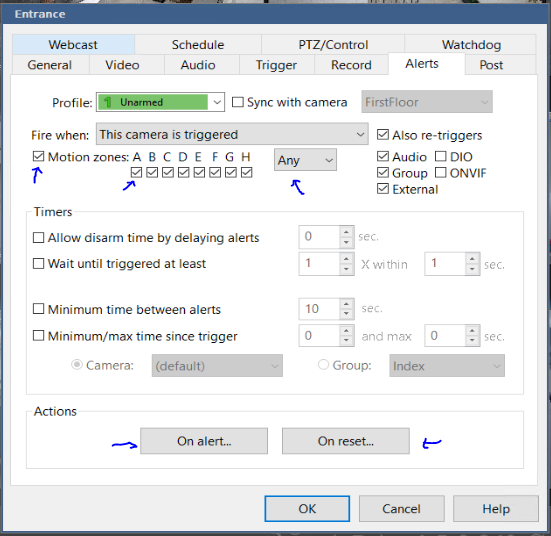 Entrance
Webcast Schedule PTZ/Control Watchdog
General Video Audio Trigger Record Alerts Post
Profile: 1 Unarmed Sync with camera FirstFloor
Fire when: This camera is triggered Also re-triggers
Motion zones: A B C D E F G H Any Audio DIO
Group ONVIF
External
Timers
Allow disarm time by delaying alerts 0 sec.
Wait until triggered at least 1 X within 1 sec.
Minimum time between alerts 10 sec.
Minimum/max time since trigger 0 and max 0 sec.
Camera: (default) Group: Index
Actions
On alert... On reset...
OK Cancel Help